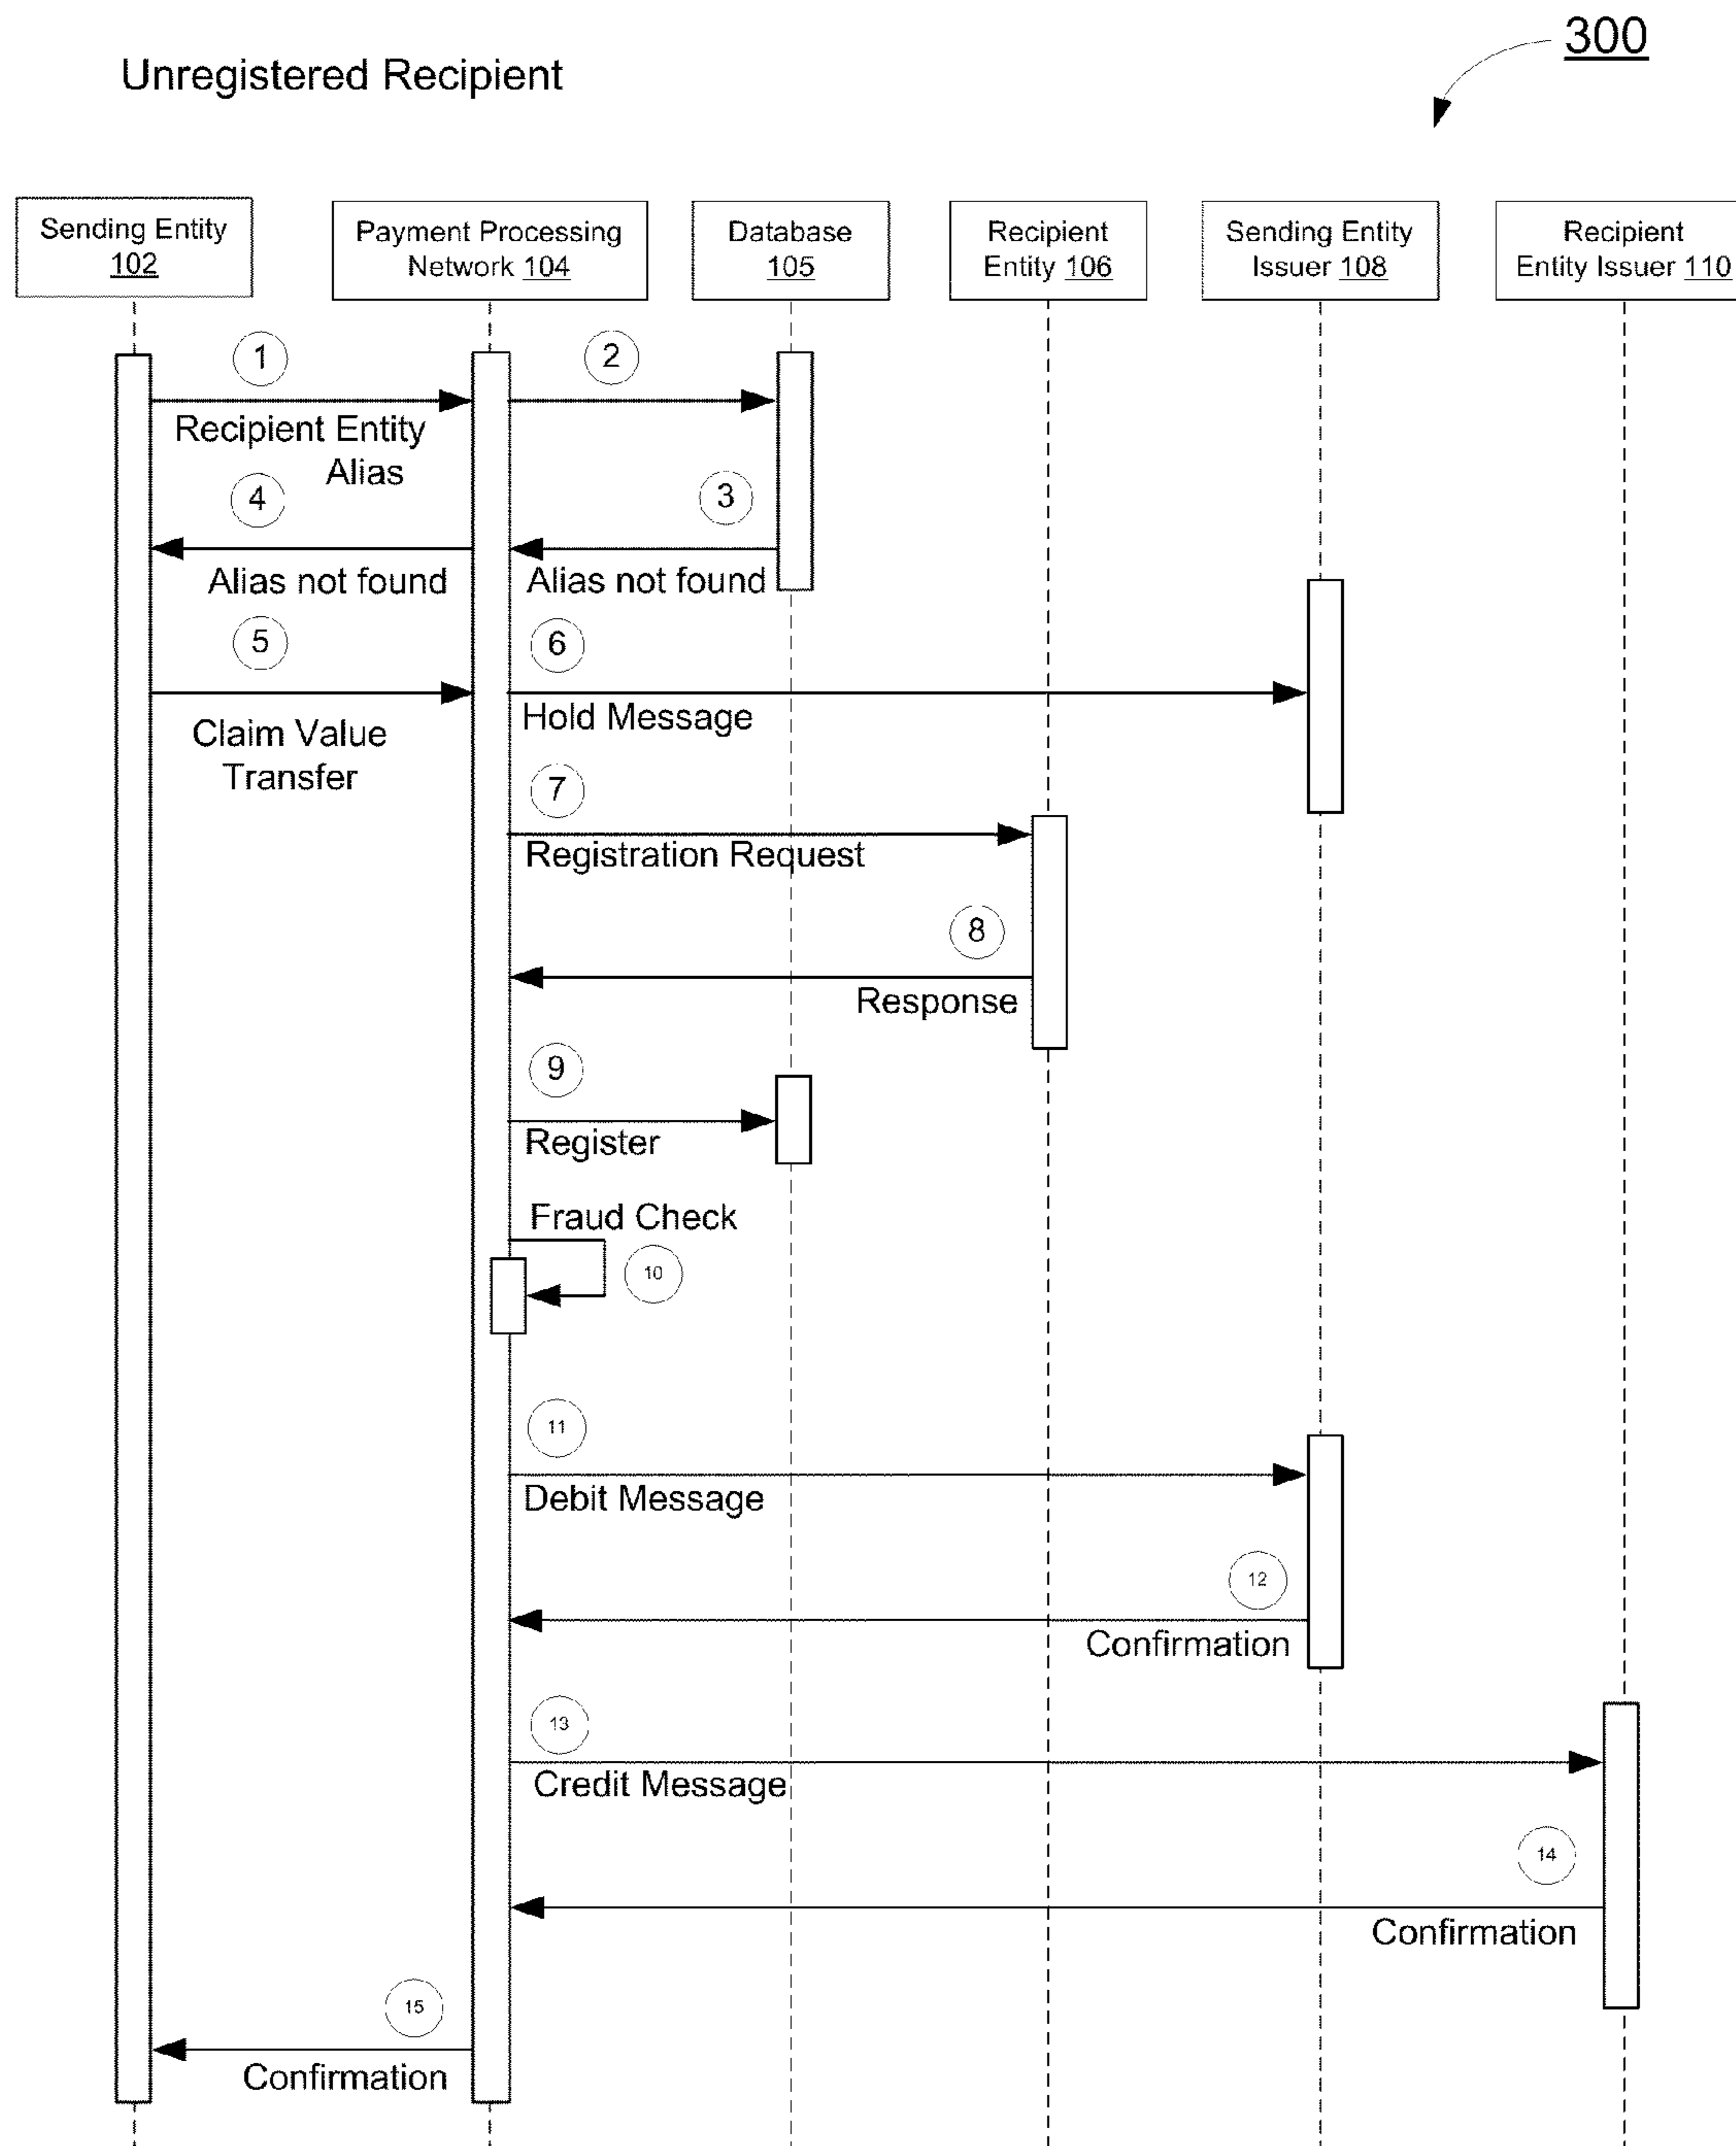 300
Unregistered Recipient
Sending Entity
102
Payment Processing
Network 104
Database
105
Recipient
Entity 106
Sending Entity
Issuer 108
Recipient
Entity Issuer 110
1
2
Recipient Entity
Alias
4
3
Alias not found
Alias not found
5
6
Claim Value
Transfer
Hold Message
7
Registration Request
8
Response
9
Register
Fraud Check
10
11
Debit Message
12
Confirmation
13
Credit Message
14
Confirmation
15
Confirmation